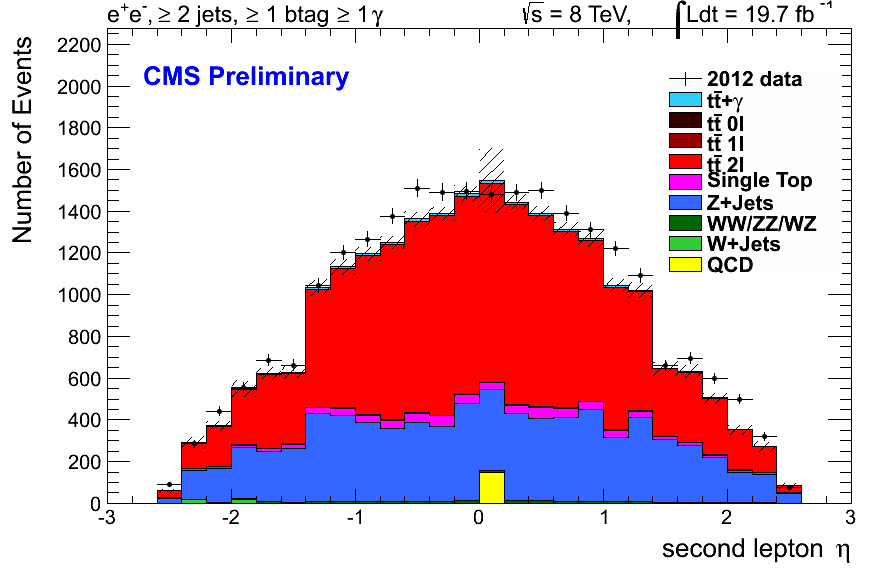 e⁺e⁻, ≥ 2 jets, ≥ 1 btag ≥ 1 γ √s = 8 TeV, ∫Ldt = 19.7 fb⁻¹
Number of Events
CMS Preliminary
2012 data
tt̄+γ
tt̄ 0l
tt̄ 1l
tt̄ 2l
Single Top
Z+Jets
WW/ZZ/WZ
W+Jets
QCD
2200
2000
1800
1600
1400
1200
1000
800
600
400
200
0
-3 -2 -1 0 1 2 3
second lepton η